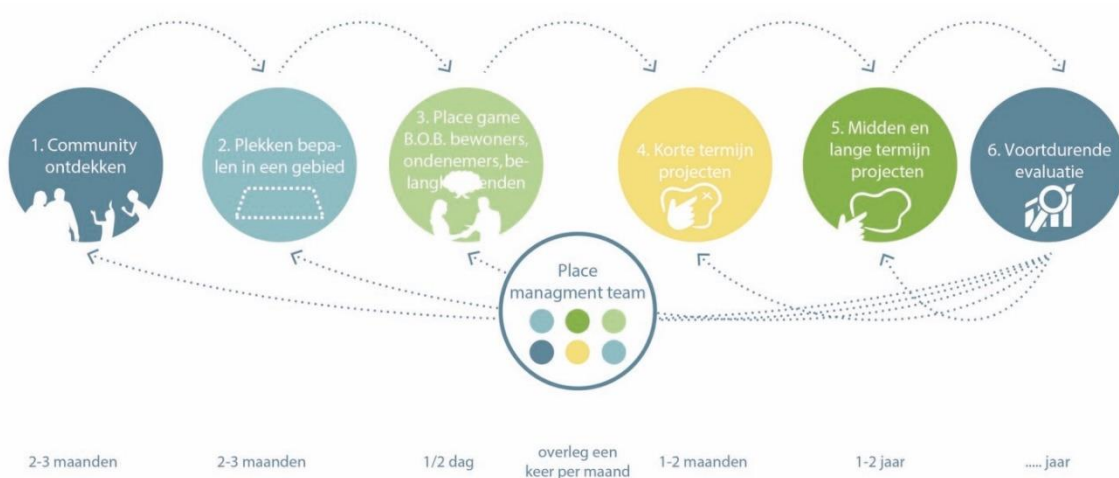 1. Community
ontdekken
2. Plekken bepa-
len in een gebied
3. Place game
B.O.B. bewoners,
ondenemers, be-
enden
4. Korte termijn
projecten
5. Midden en
lange termijn
projecten
6. Voortdurende
evaluatie
Place
managment team
2-3 maanden
2-3 maanden
1/2 dag
overleg een
keer per maand
1-2 maanden
1-2 jaar
..... jaar